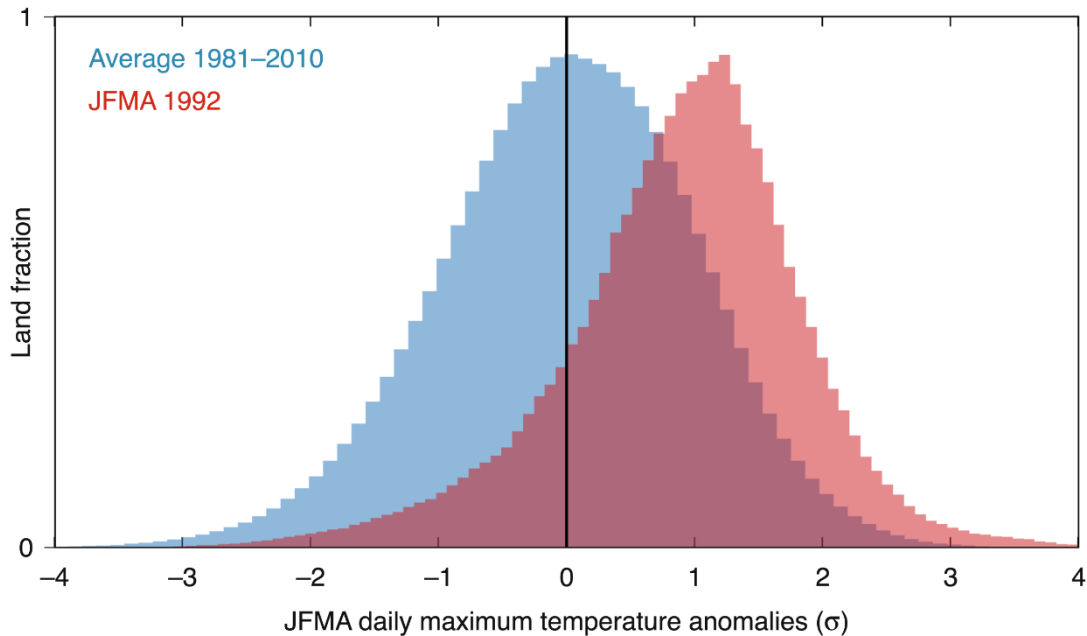 1
Average 1981–2010
JFMA 1992
Land fraction
0
–4 –3 –2 –1 0 1 2 3 4
JFMA daily maximum temperature anomalies (σ)